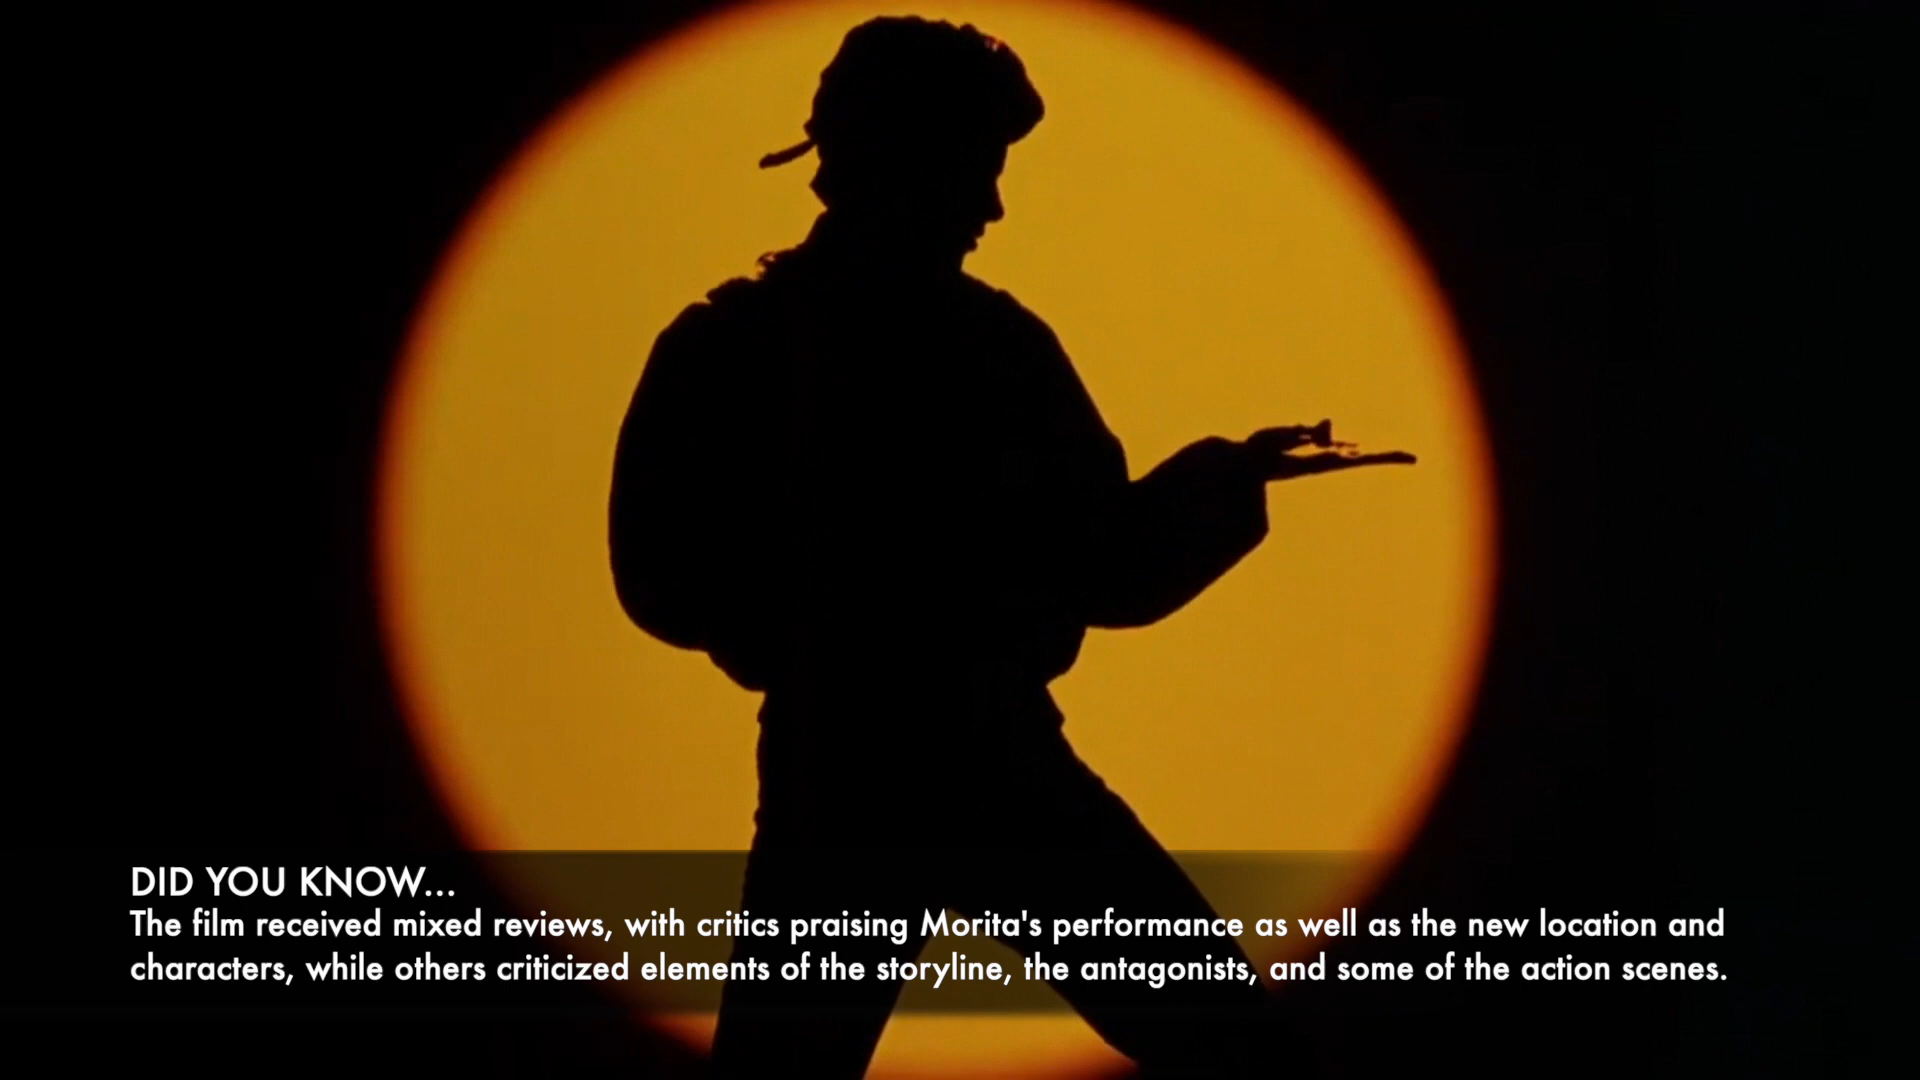 DID YOU KNOW...
The film received mixed reviews, with critics praising Morita's performance as well as the new location and
characters, while others criticized elements of the storyline, the antagonists, and some of the action scenes.